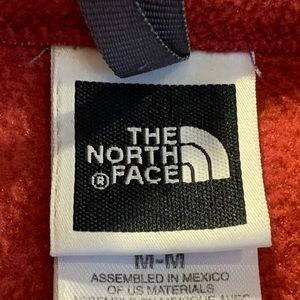 THE
NORTH
® FACE
M-M
ASSEMBLED IN MEXICO
OF US MATERIALS